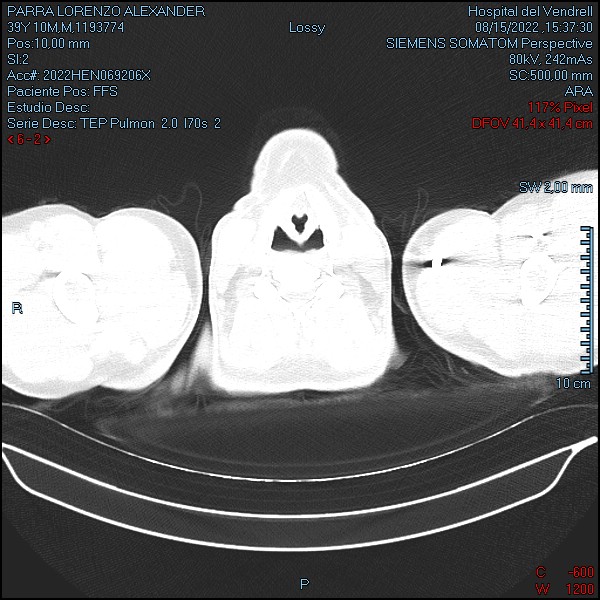 PARRA LORENZO ALEXANDER
39Y 10M,M,1193774
Pos:10,00 mm
Sl:2
Acc#: 2022HEN069206X
Paciente Pos: FFS
Estudio Desc:
Serie Desc: TEP Pulmon 2.0 I70s 2
< 6 - 2 >
Lossy
Hospital del Vendrell
08/15/2022 ,15:37:30
SIEMENS SOMATOM Perspective
80kV, 242mAs
SC:500,00 mm
ARA
117% Pixel
DFOV 41,4 x 41,4 cm
SW 2,00 mm
R
10 cm
P
C -600
W 1200